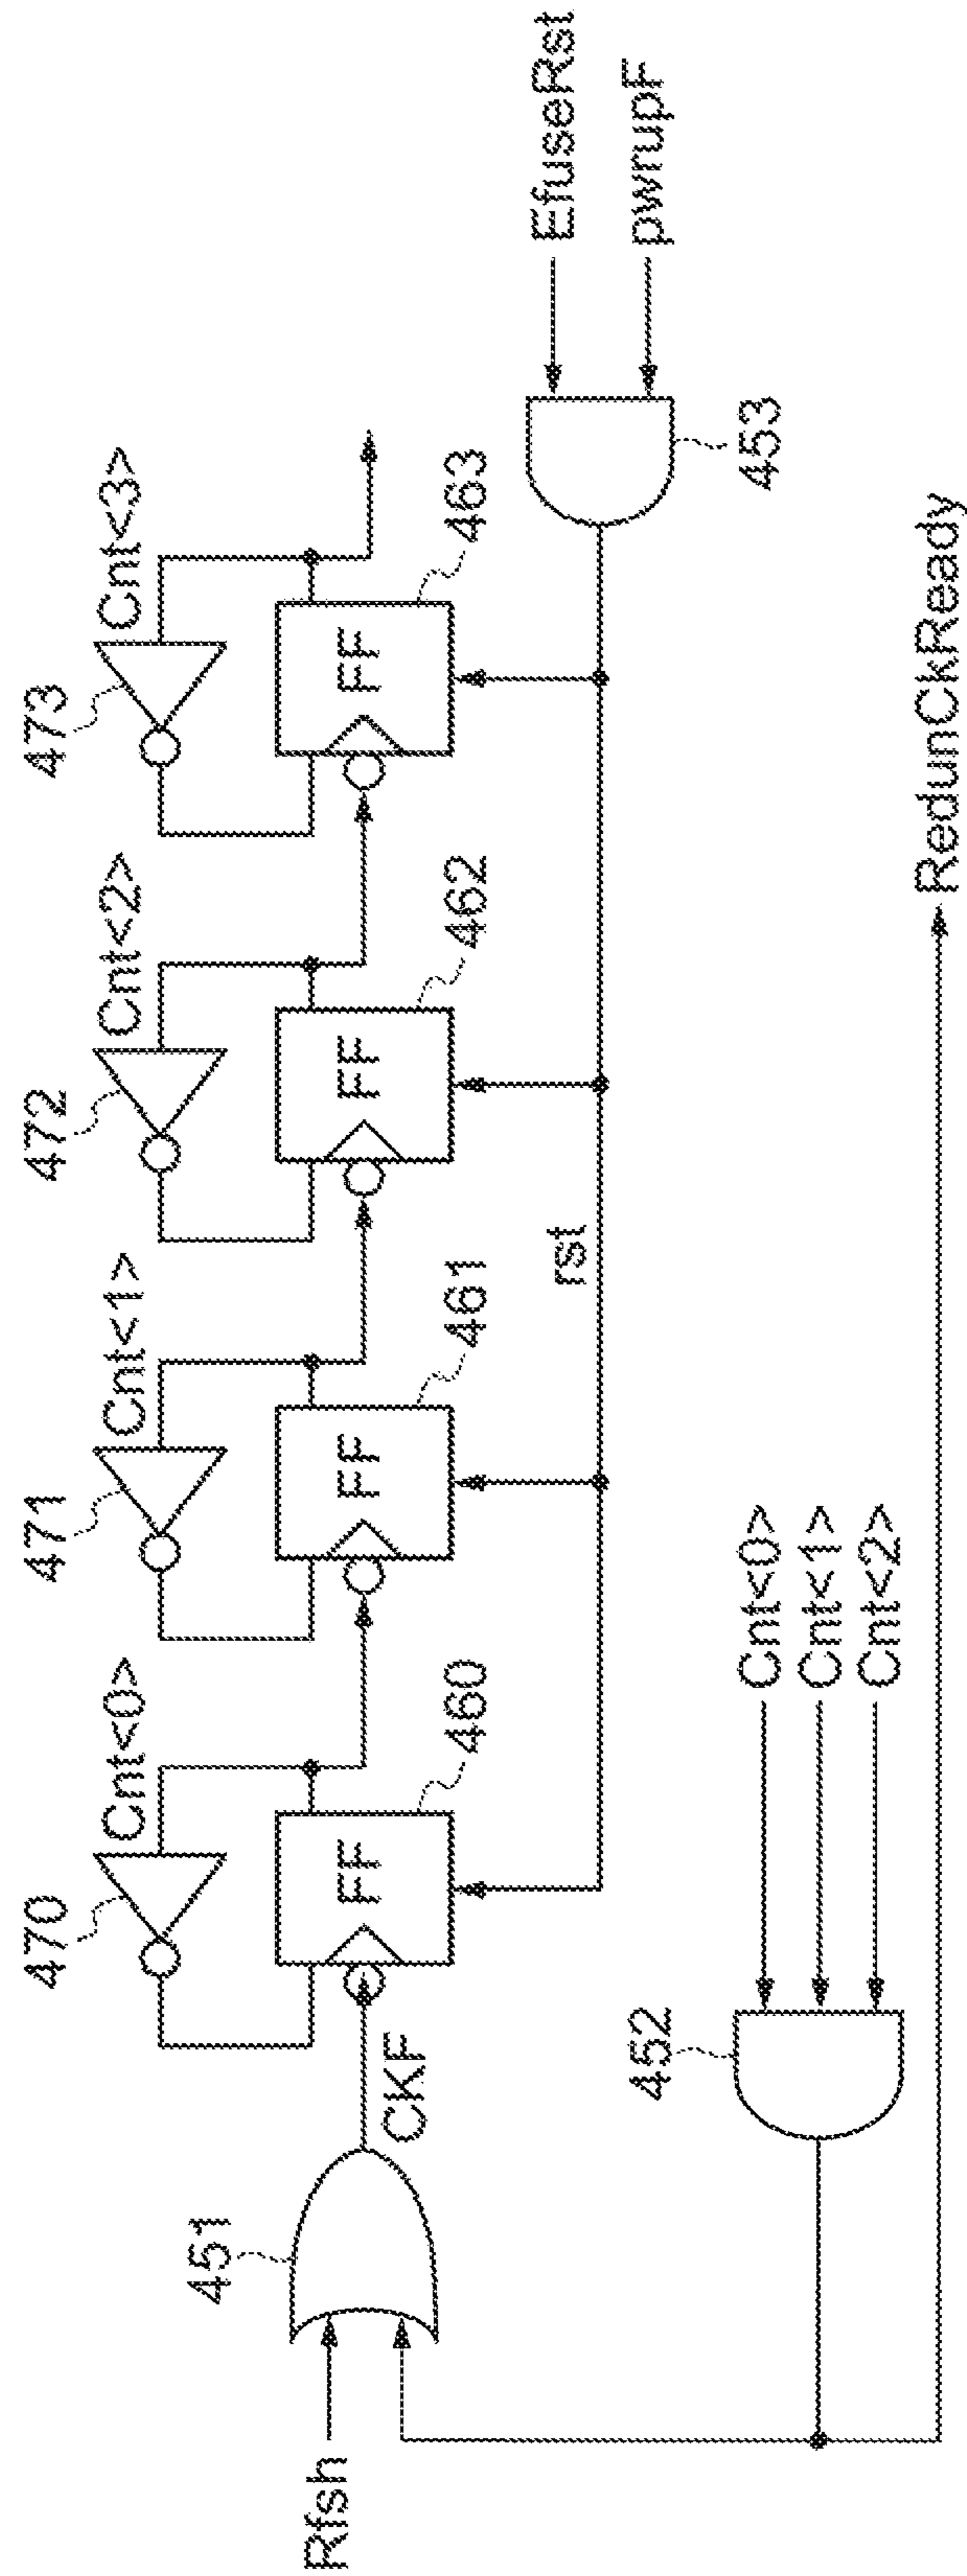 470
471
472
473
Cnt<0>
Cnt<1>
Cnt<2>
Cnt<3>
451
Rfsh
CKF
FF
460
FF
461
FF
462
FF
463
rst
EfuseRst
pwrupF
453
452
Cnt<0>
Cnt<1>
Cnt<2>
RedunCkReady